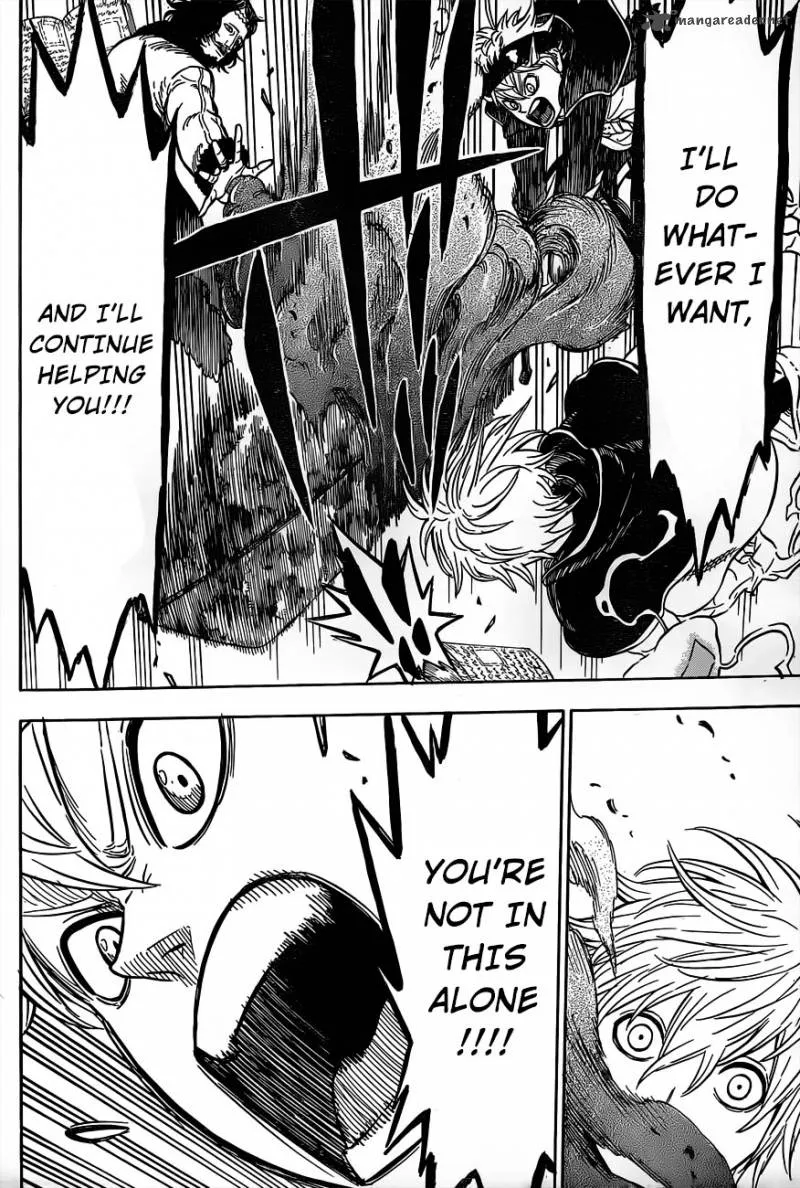 mangareader.net
I'LL
DO
WHAT-
EVER I
WANT,
AND I'LL
CONTINUE
HELPING
YOU!!!
YOU'RE
NOT IN
THIS
ALONE
!!!!